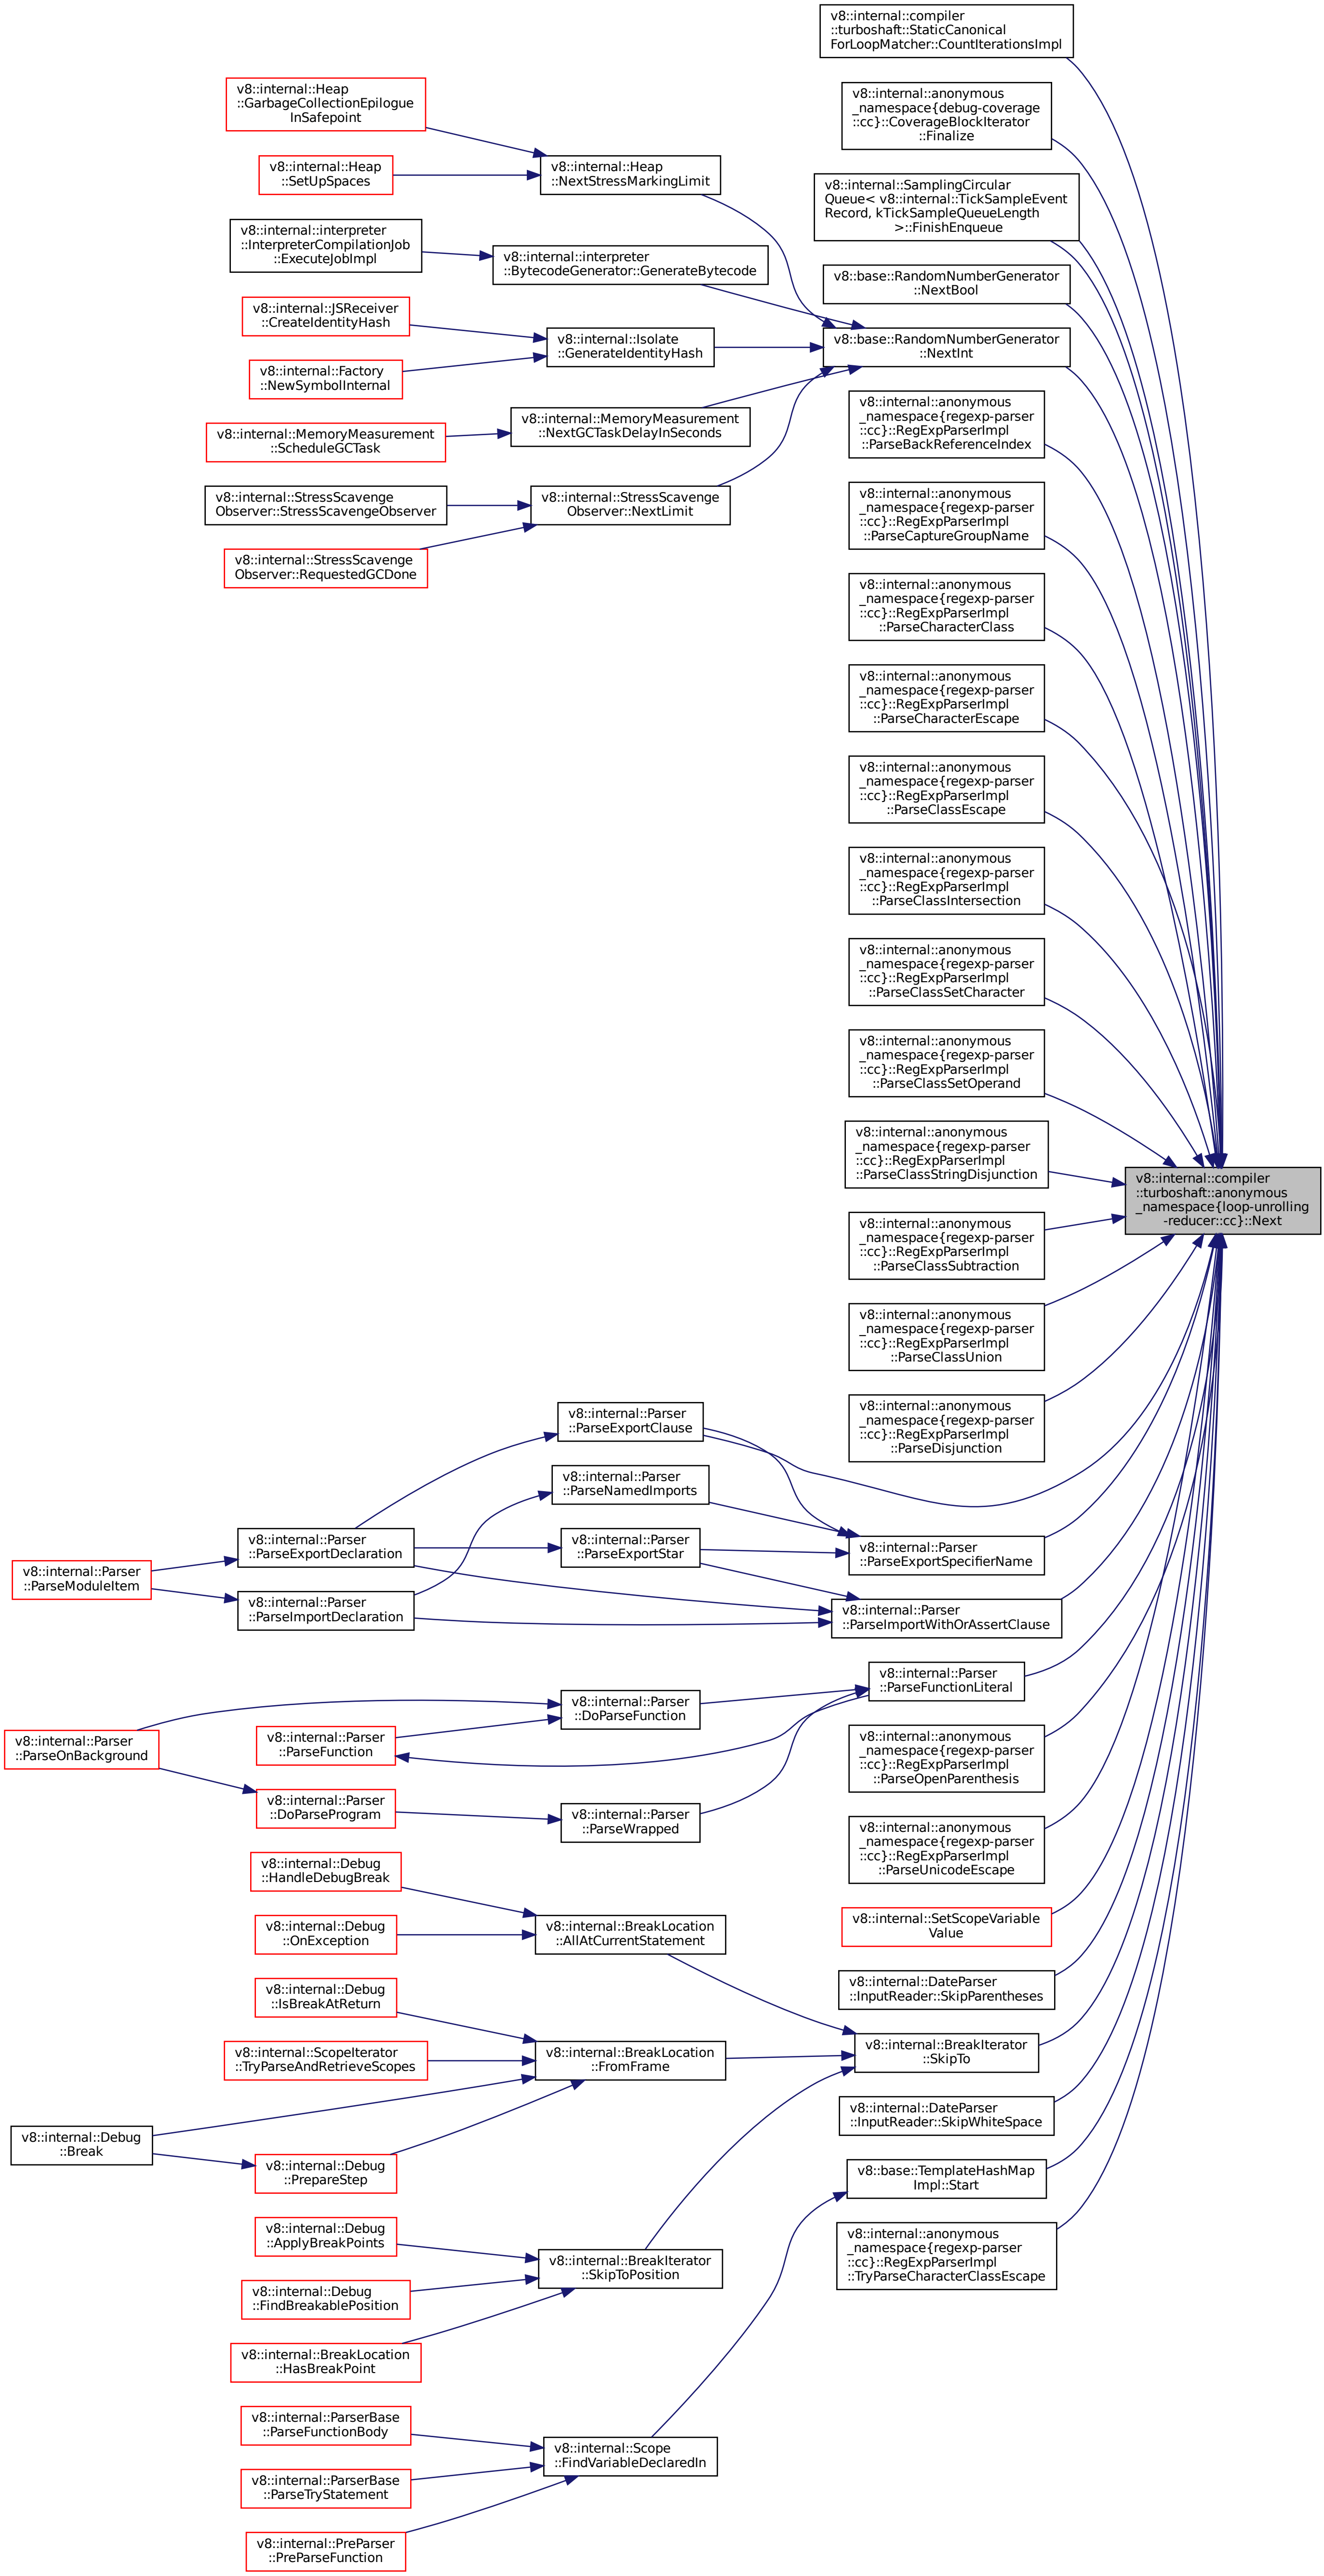 v8::internal::compiler
::turboshaft::StaticCanonical
ForLoopMatcher::CountIterationsImpl
v8::internal::Heap
::GarbageCollectionEpilogue
InSafepoint
v8::internal::anonymous
_namespace{debug-coverage
::cc}::CoverageBlockIterator
::Finalize
v8::internal::Heap
::SetUpSpaces
v8::internal::Heap
::NextStressMarkingLimit
v8::internal::SamplingCircular
Queue< v8::internal::TickSampleEvent
Record, kTickSampleQueueLength
>::FinishEnqueue
v8::internal::interpreter
::InterpreterCompilationJob
::ExecuteJobImpl
v8::internal::interpreter
::BytecodeGenerator::GenerateBytecode
v8::base::RandomNumberGenerator
::NextBool
v8::internal::JSReceiver
::CreateIdentityHash
v8::internal::Isolate
::GenerateIdentityHash
v8::base::RandomNumberGenerator
::NextInt
v8::internal::Factory
::NewSymbolInternal
v8::internal::MemoryMeasurement
::ScheduleGCTask
v8::internal::MemoryMeasurement
::NextGCTaskDelayInSeconds
v8::internal::anonymous
_namespace{regexp-parser
::cc}::RegExpParserImpl
::ParseBackReferenceIndex
v8::internal::StressScavenge
Observer::StressScavengeObserver
v8::internal::StressScavenge
Observer::NextLimit
v8::internal::anonymous
_namespace{regexp-parser
::cc}::RegExpParserImpl
::ParseCaptureGroupName
v8::internal::StressScavenge
Observer::RequestedGCDone
v8::internal::anonymous
_namespace{regexp-parser
::cc}::RegExpParserImpl
::ParseCharacterClass
v8::internal::anonymous
_namespace{regexp-parser
::cc}::RegExpParserImpl
::ParseCharacterEscape
v8::internal::anonymous
_namespace{regexp-parser
::cc}::RegExpParserImpl
::ParseClassEscape
v8::internal::anonymous
_namespace{regexp-parser
::cc}::RegExpParserImpl
::ParseClassIntersection
v8::internal::anonymous
_namespace{regexp-parser
::cc}::RegExpParserImpl
::ParseClassSetCharacter
v8::internal::anonymous
_namespace{regexp-parser
::cc}::RegExpParserImpl
::ParseClassSetOperand
v8::internal::anonymous
_namespace{regexp-parser
::cc}::RegExpParserImpl
::ParseClassStringDisjunction
v8::internal::compiler
::turboshaft::anonymous
_namespace{loop-unrolling
-reducer::cc}::Next
v8::internal::anonymous
_namespace{regexp-parser
::cc}::RegExpParserImpl
::ParseClassSubtraction
v8::internal::anonymous
_namespace{regexp-parser
::cc}::RegExpParserImpl
::ParseClassUnion
v8::internal::anonymous
_namespace{regexp-parser
::cc}::RegExpParserImpl
::ParseDisjunction
v8::internal::Parser
::ParseExportClause
v8::internal::Parser
::ParseNamedImports
v8::internal::Parser
::ParseExportDeclaration
v8::internal::Parser
::ParseExportStar
v8::internal::Parser
::ParseExportSpecifierName
v8::internal::Parser
::ParseModuleItem
v8::internal::Parser
::ParseImportDeclaration
v8::internal::Parser
::ParseImportWithOrAssertClause
v8::internal::Parser
::ParseFunctionLiteral
v8::internal::Parser
::DoParseFunction
v8::internal::Parser
::ParseOnBackground
v8::internal::Parser
::ParseFunction
v8::internal::anonymous
_namespace{regexp-parser
::cc}::RegExpParserImpl
::ParseOpenParenthesis
v8::internal::Parser
::DoParseProgram
v8::internal::Parser
::ParseWrapped
v8::internal::anonymous
_namespace{regexp-parser
::cc}::RegExpParserImpl
::ParseUnicodeEscape
v8::internal::Debug
::HandleDebugBreak
v8::internal::Debug
::OnException
v8::internal::BreakLocation
::AllAtCurrentStatement
v8::internal::SetScopeVariable
Value
v8::internal::Debug
::IsBreakAtReturn
v8::internal::DateParser
::InputReader::SkipParentheses
v8::internal::ScopeIterator
::TryParseAndRetrieveScopes
v8::internal::BreakLocation
::FromFrame
v8::internal::BreakIterator
::SkipTo
v8::internal::Debug
::Break
v8::internal::Debug
::PrepareStep
v8::internal::DateParser
::InputReader::SkipWhiteSpace
v8::base::TemplateHashMap
Impl::Start
v8::internal::Debug
::ApplyBreakPoints
v8::internal::BreakIterator
::SkipToPosition
v8::internal::anonymous
_namespace{regexp-parser
::cc}::RegExpParserImpl
::TryParseCharacterClassEscape
v8::internal::Debug
::FindBreakablePosition
v8::internal::BreakLocation
::HasBreakPoint
v8::internal::ParserBase
::ParseFunctionBody
v8::internal::Scope
::FindVariableDeclaredIn
v8::internal::ParserBase
::ParseTryStatement
v8::internal::PreParser
::PreParseFunction